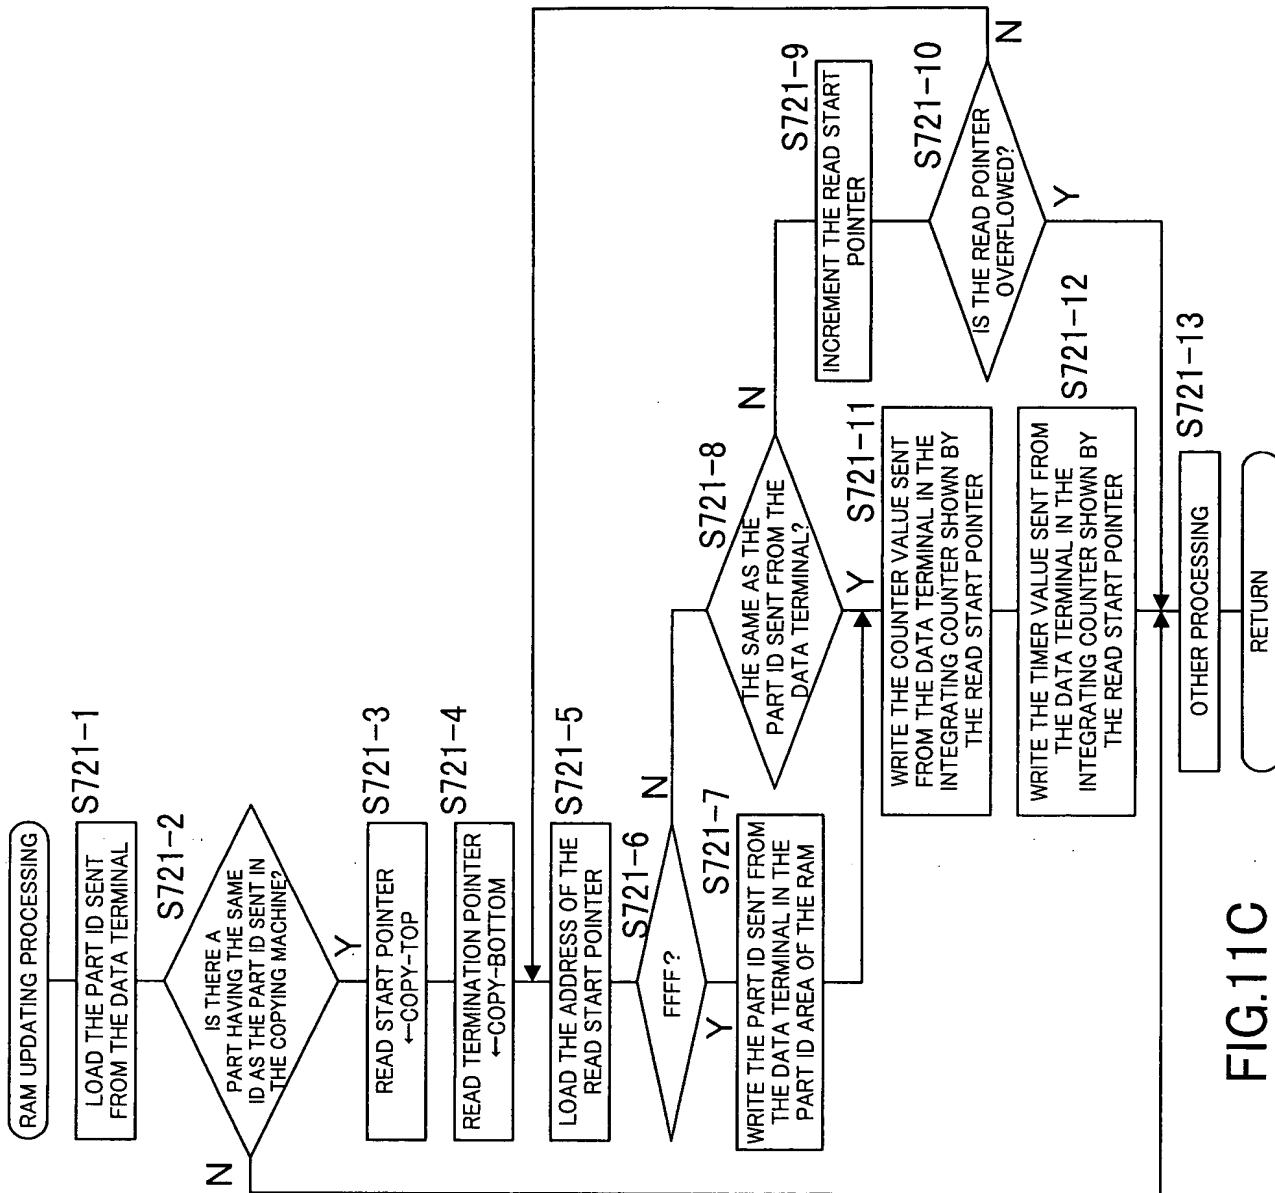 RAM UPDATING PROCESSING
S721-1
LOAD THE PART ID SENT
FROM THE DATA TERMINAL
S721-2
IS THERE A
PART HAVING THE SAME
ID AS THE PART ID SENT IN
THE COPYING MACHINE?
N
Y
S721-3
READ START POINTER
←COPY-TOP
S721-4
READ TERMINATION POINTER
←COPY-BOTTOM
S721-5
LOAD THE ADDRESS OF THE
READ START POINTER
S721-6
FFFF?
N
Y
S721-7
WRITE THE PART ID SENT FROM
THE DATA TERMINAL IN THE
PART ID AREA OF THE RAM
S721-8
THE SAME AS THE
PART ID SENT FROM THE
DATA TERMINAL?
N
Y
S721-9
INCREMENT THE READ START
POINTER
S721-10
IS THE READ POINTER
OVERFLOWED?
N
Y
S721-11
WRITE THE COUNTER VALUE SENT
FROM THE DATA TERMINAL IN THE
INTEGRATING COUNTER SHOWN BY
THE READ START POINTER
S721-12
WRITE THE TIMER VALUE SENT FROM
THE DATA TERMINAL IN THE
INTEGRATING COUNTER SHOWN BY
THE READ START POINTER
S721-13
OTHER PROCESSING
RETURN
FIG.11C